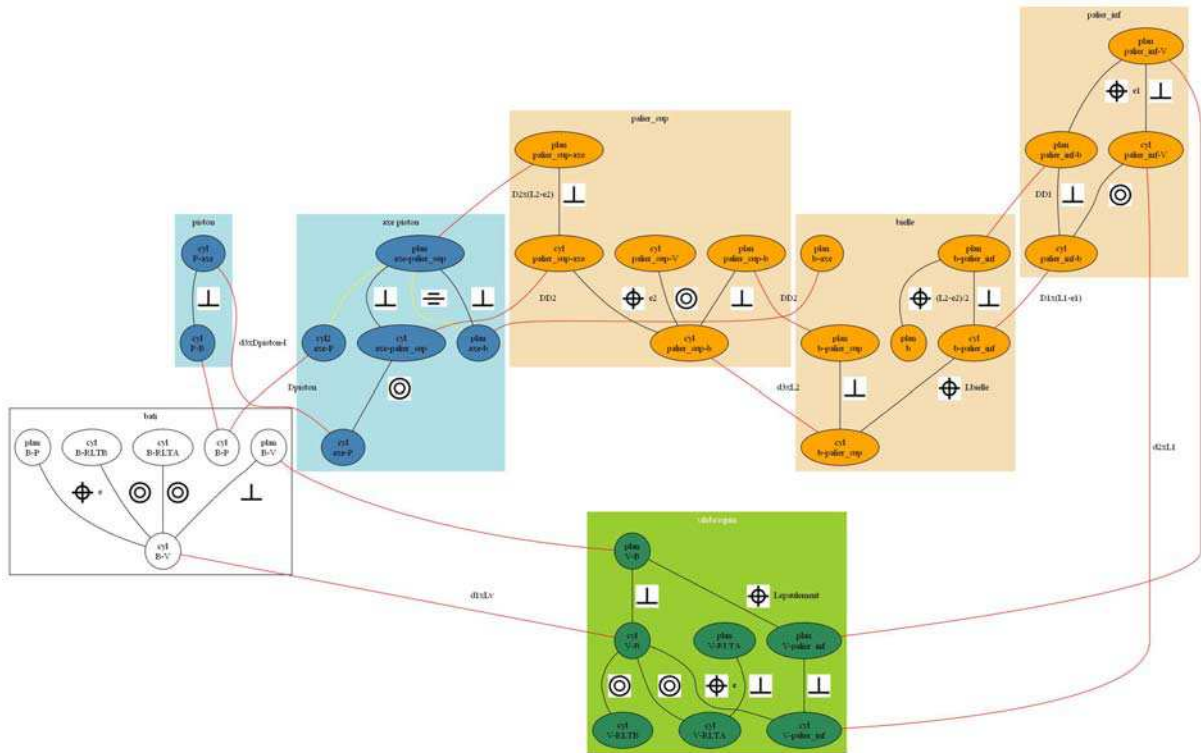 palier_inf
plan
palier_inf-V
e1
palier_sup
plan
palier_sup-axe
plan
palier_inf-b
cyl
palier_inf-V
D2x(L2-e2)
DD1
piston
axe piston
bielle
cyl
P-axe
plan
axe-palier_sup
cyl
palier_sup-axe
cyl
palier_sup-V
plan
palier_sup-b
plan
b-axe
plan
b-palier_inf
cyl
palier_inf-b
DD2
e2
DD2
(L2-e2)/2
D1x(L1-e1)
cyl
P-B
d3xDpiston-l
cyl2
axe-P
cyl
axe-palier_sup
plan
axe-b
cyl
palier_sup-b
plan
b-palier_sup
plan
b
cyl
b-palier_inf
Dpiston
d3xL2
Lbielle
bati
plan
B-P
cyl
B-RLTB
cyl
B-RLTA
cyl
B-P
plan
B-V
cyl
axe-P
cyl
b-palier_sup
d2xL1
e
vilebrequin
cyl
B-V
plan
V-B
d1xLv
Lepaulement
cyl
V-B
plan
V-RLTA
plan
V-palier_inf
e
cyl
V-RLTB
cyl
V-RLTA
cyl
V-palier_inf